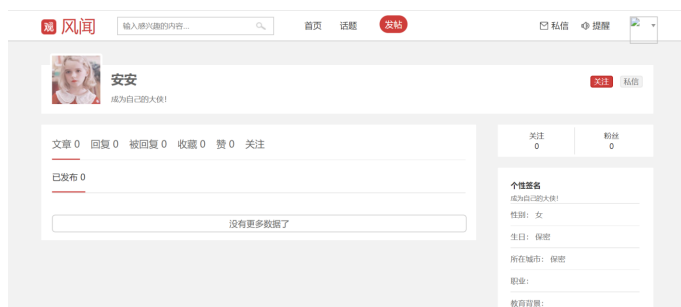 观 风闻 输入感兴趣的内容... 首页 话题 发帖 私信 提醒
安安 关注 私信
成为自己的大侠!
文章 0 回复 0 被回复 0 收藏 0 赞 0 关注
已发布 0
没有更多数据了
关注 粉丝
0 0
个性签名
成为自己的大侠!
性别: 女
生日: 保密
所在城市: 保密
职业:
教育背景: